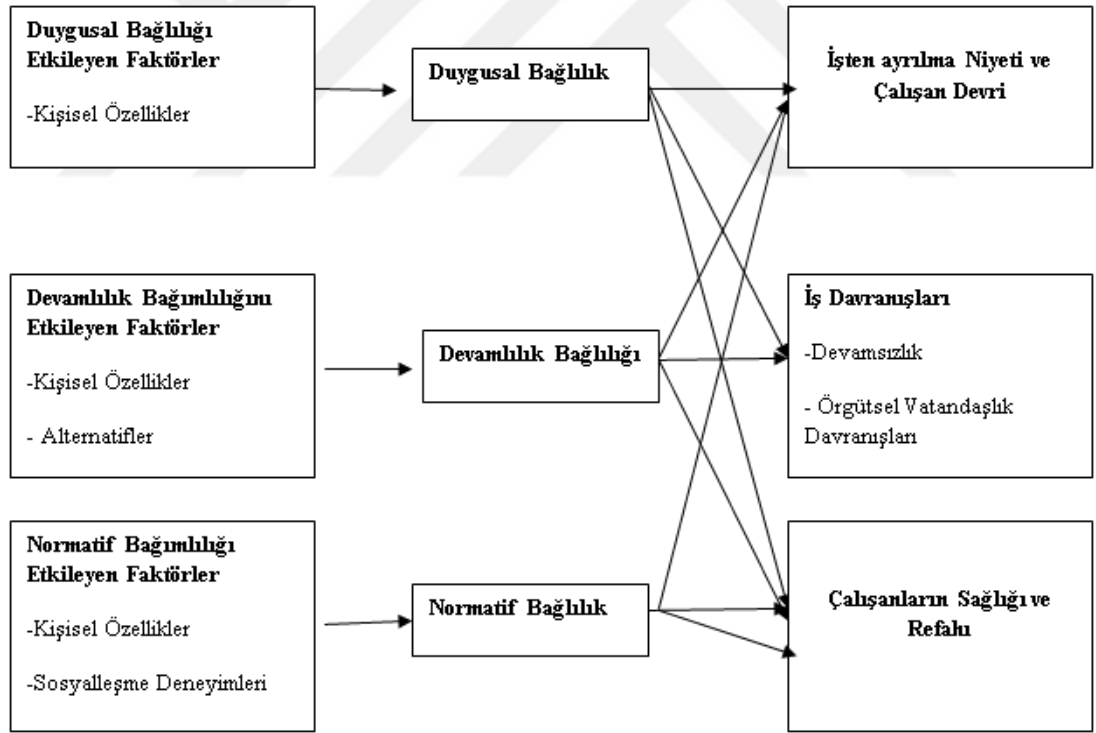 Duygusal Bağlılığı
Etkileyen Faktörler
-Kişisel Özellikler
Duygusal Bağlılık
İşten ayrılma Niyeti ve
Çalışan Devri
Devamlılık Bağımlılığını
Etkileyen Faktörler
-Kişisel Özellikler
- Alternatifler
Devamlılık Bağlılığı
İş Davranışları
-Devamsızlık
- Örgütsel Vatandaşlık
Davranışları
Normatif Bağımlılığı
Etkileyen Faktörler
-Kişisel Özellikler
-Sosyalleşme Deneyimleri
Normatif Bağlılık
Çalışanların Sağlığı ve
Refahı